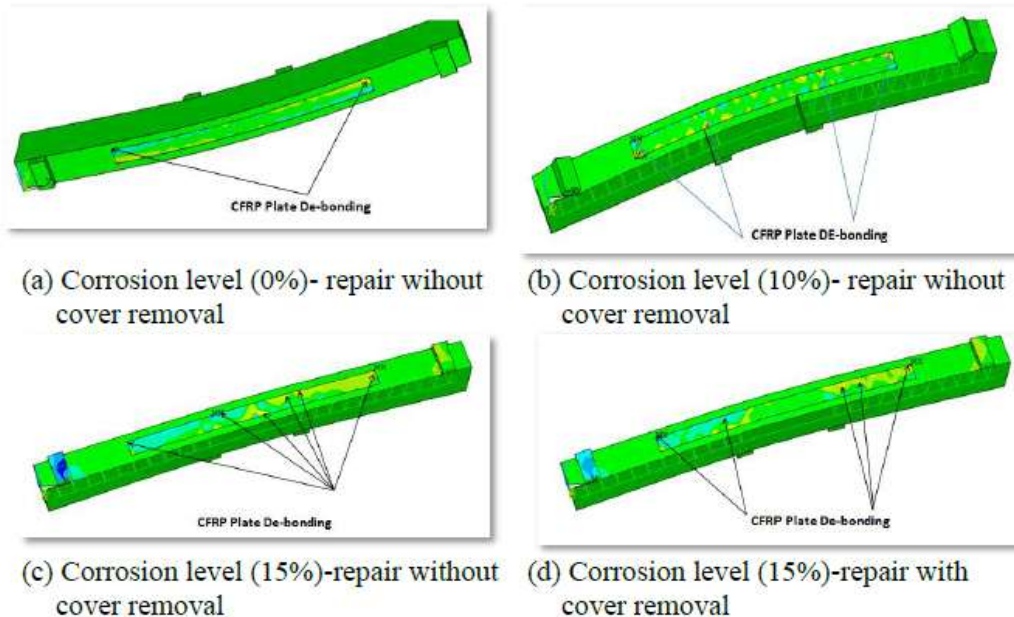 CFRP Plate De-bonding
CFRP Plate DE-bonding
(a) Corrosion level (0%)- repair wihout
cover removal
(b) Corrosion level (10%)- repair wihout
cover removal
CFRP Plate De-bonding
CFRP Plate De-bonding
(c) Corrosion level (15%)-repair without
cover removal
(d) Corrosion level (15%)-repair with
cover removal